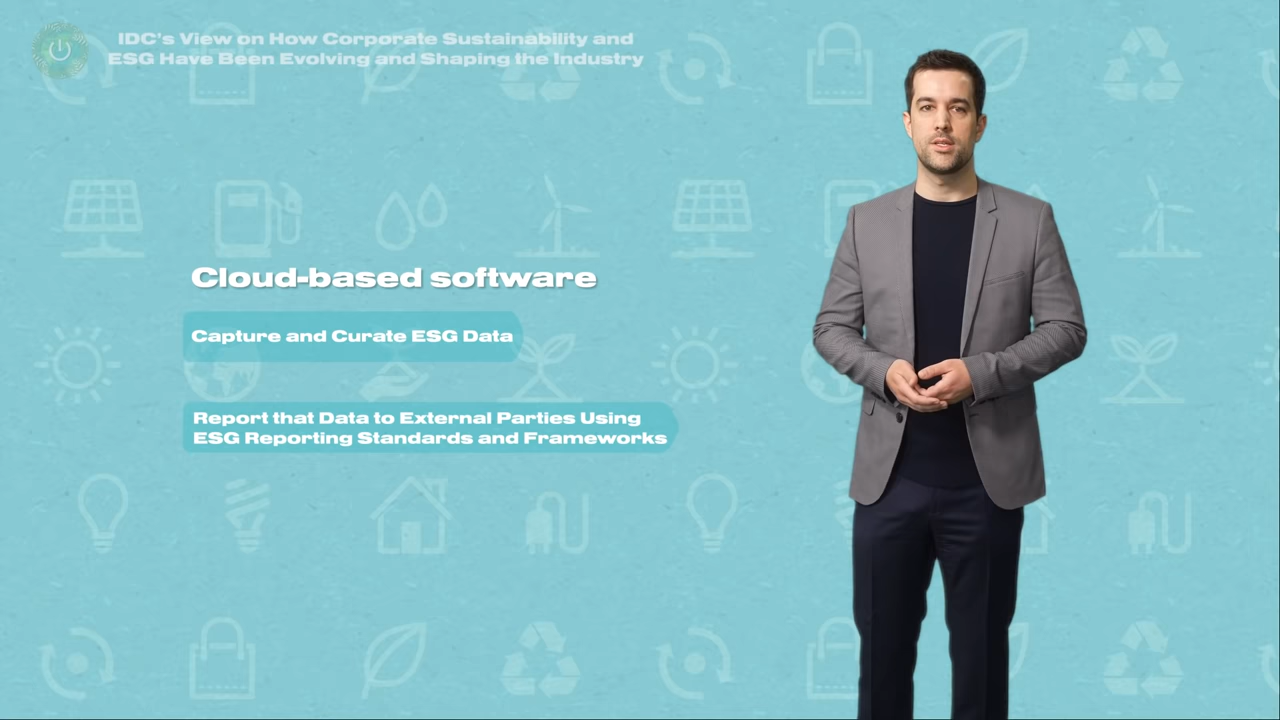 IDC's View on How Corporate Sustainability and
ESG Have Been Evolving and Shaping the Industry
Cloud-based software
Capture and Curate ESG Data
Report that Data to External Parties Using
ESG Reporting Standards and Frameworks